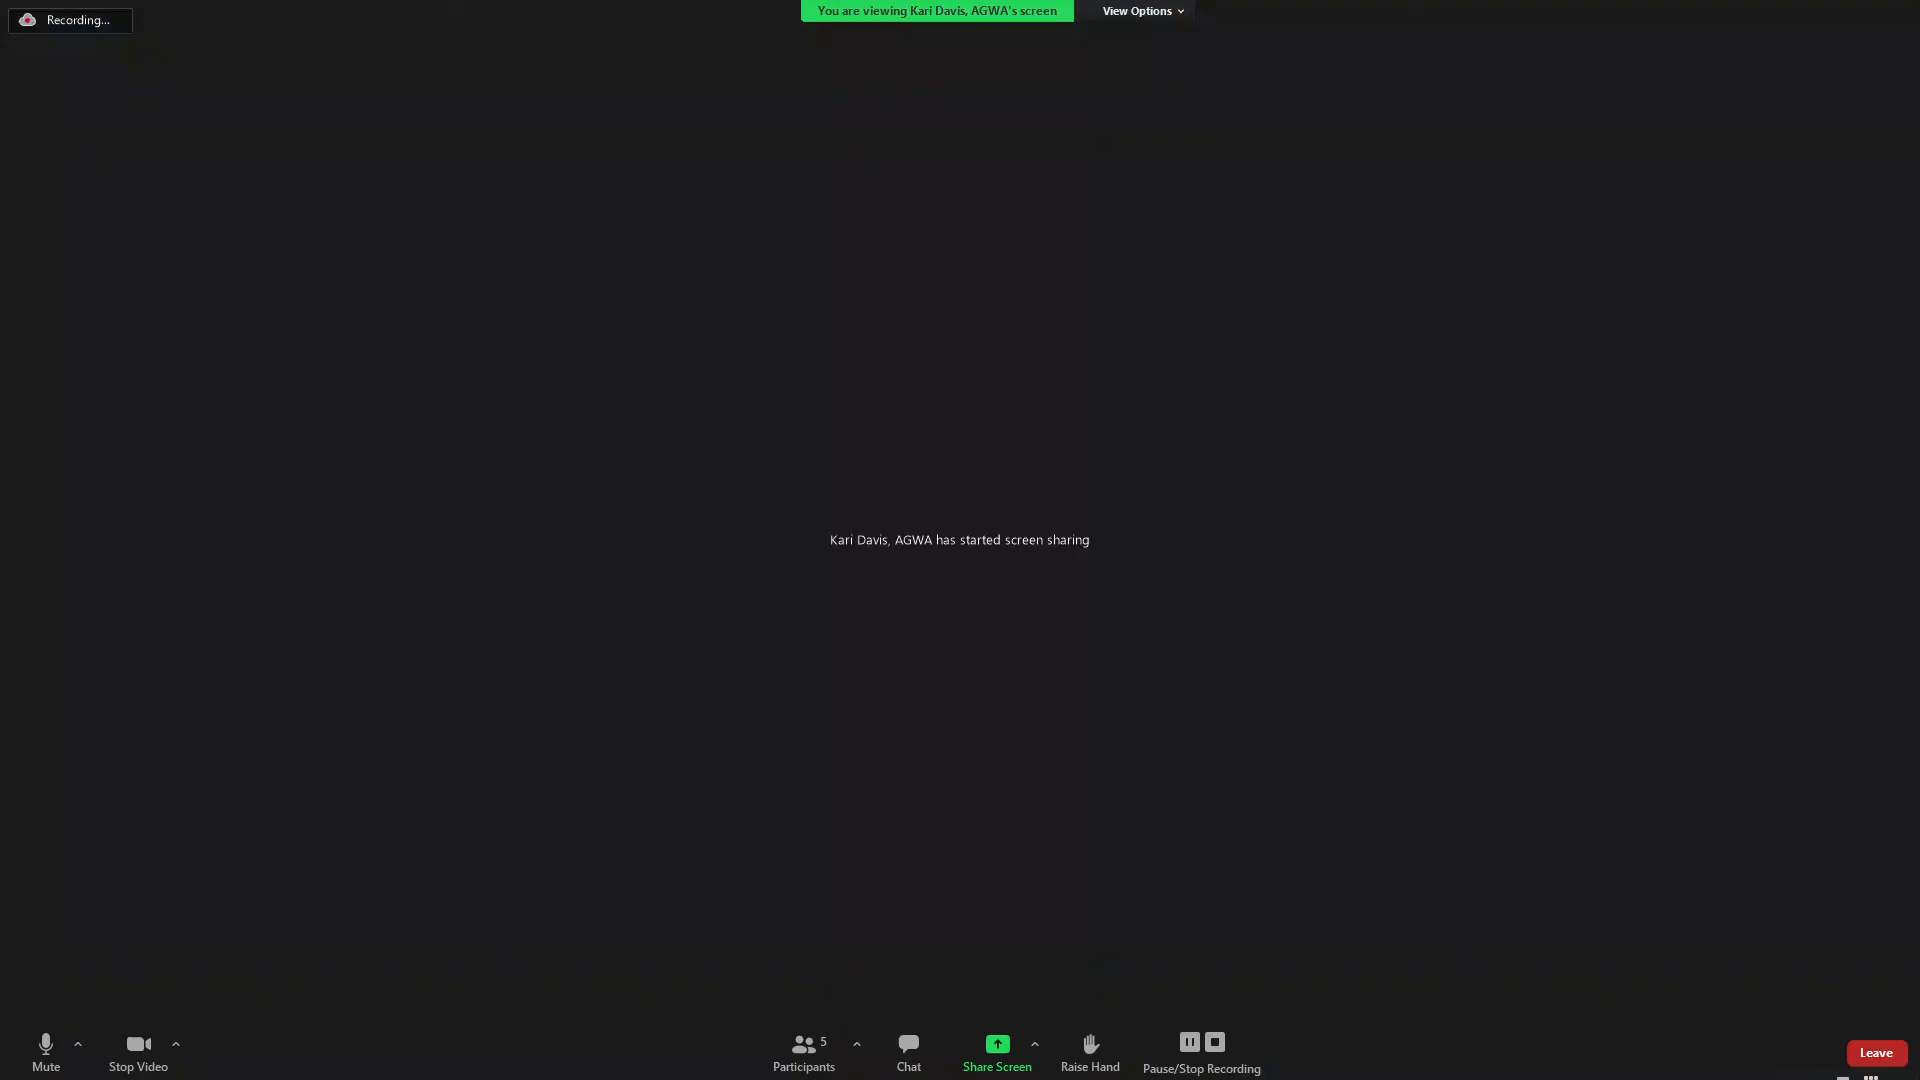 Recording...
You are viewing Kari Davis, AGWA's screen
View Options
Kari Davis, AGWA has started screen sharing
Mute
Stop Video
5
Participants
Chat
Share Screen
Raise Hand
Pause/Stop Recording
Leave